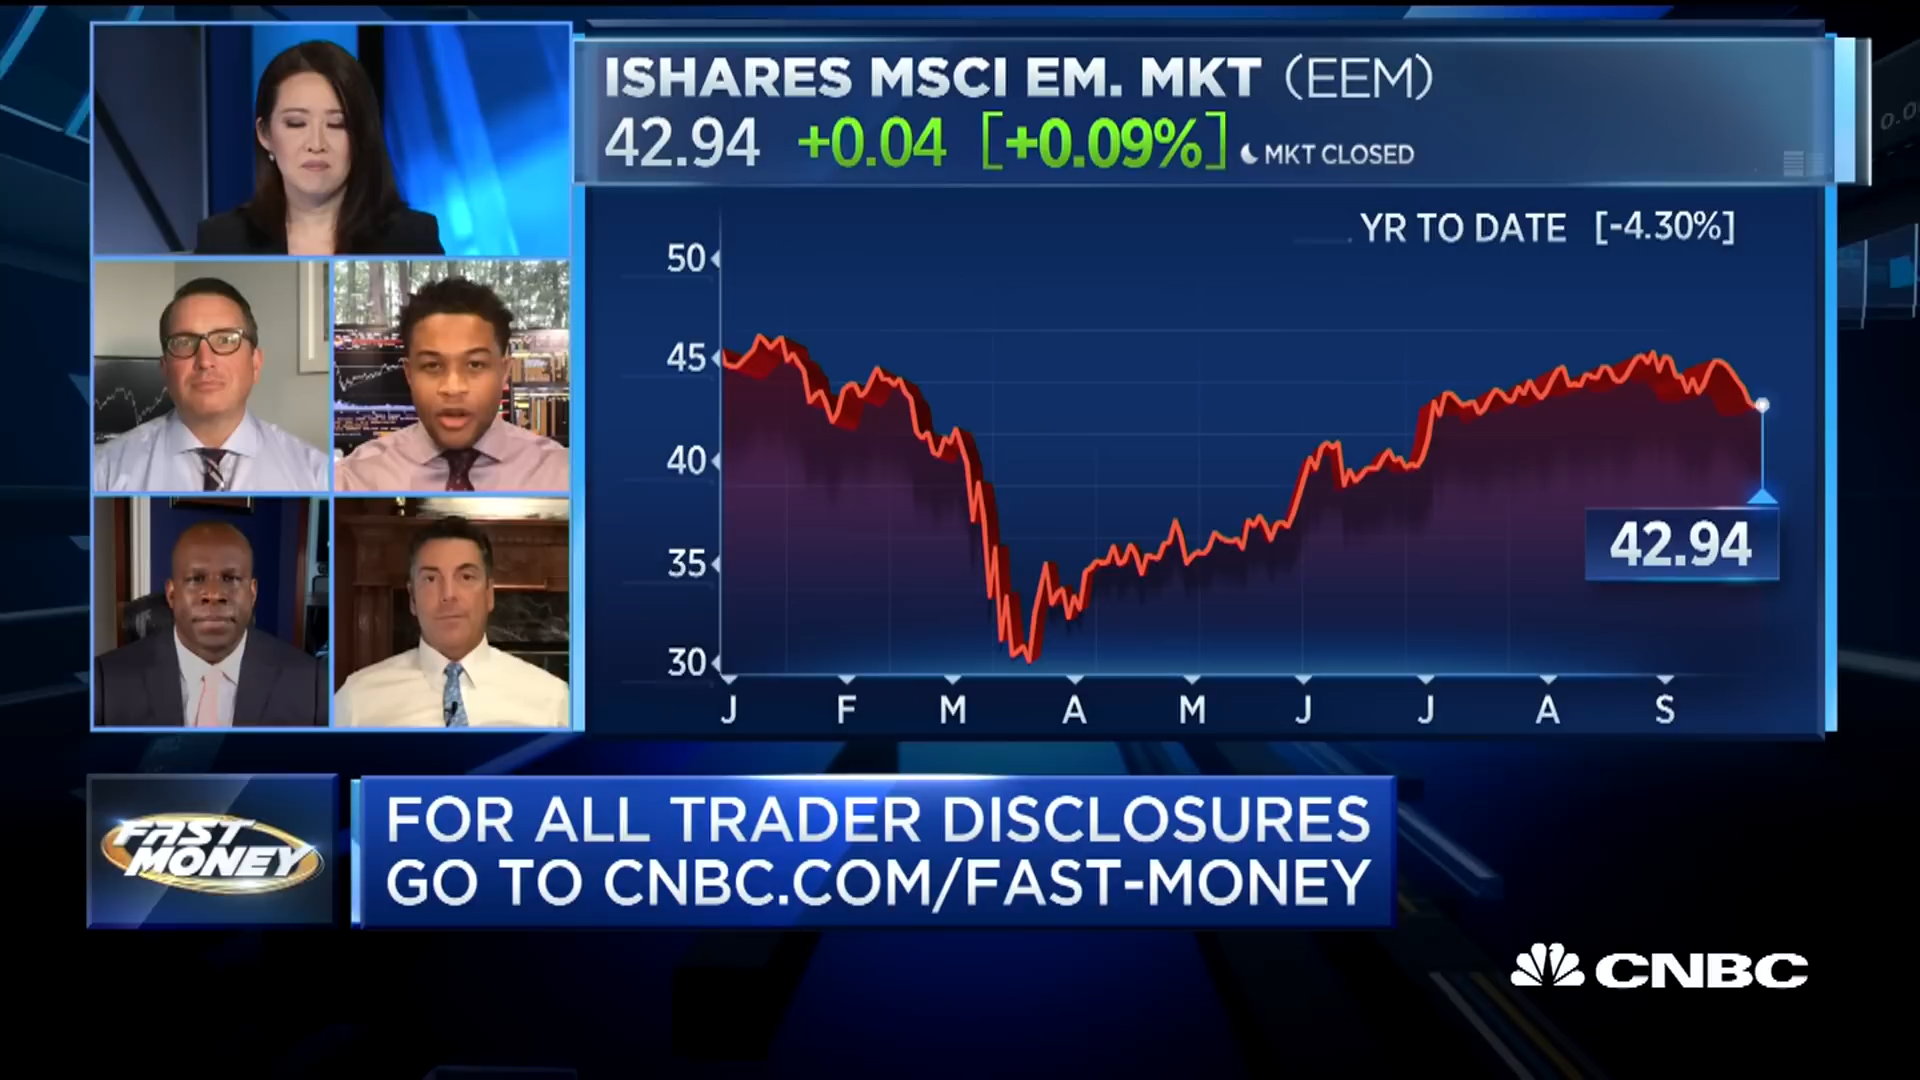 ISHARES MSCI EM. MKT (EEM)
42.94 +0.04 [+0.09%] MKT CLOSED
YR TO DATE [-4.30%]
50
45
40
35
30
42.94
J F M A M J J A S
FAST MONEY
FOR ALL TRADER DISCLOSURES
GO TO CNBC.COM/FAST-MONEY
CNBC